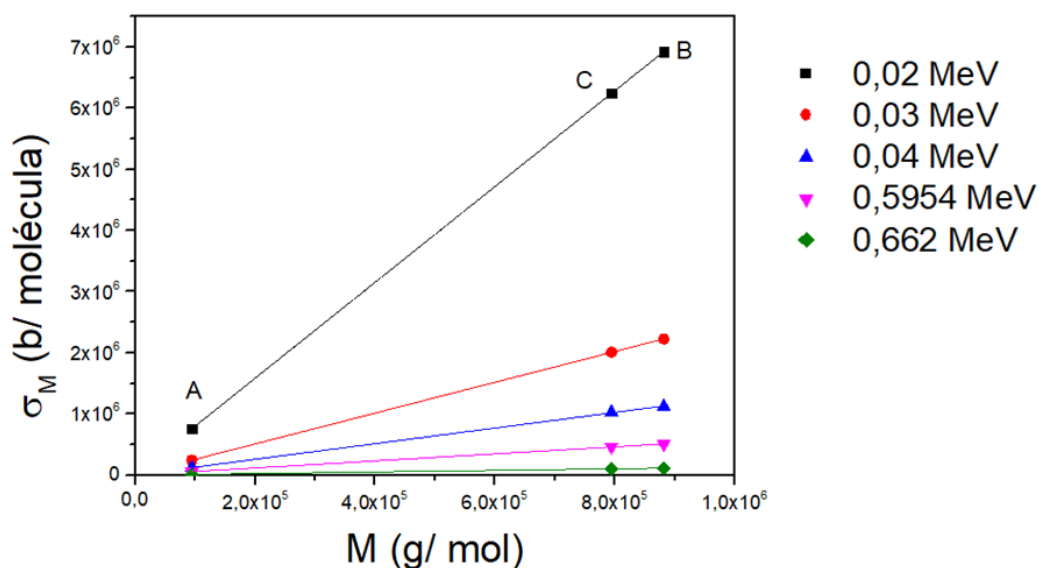 σM (b/ molécula)
7x10⁶
6x10⁶
5x10⁶
4x10⁶
3x10⁶
2x10⁶
1x10⁶
0
A
C
B
0,0
2,0x10⁵
4,0x10⁵
6,0x10⁵
8,0x10⁵
1,0x10⁶
M (g/ mol)
0,02 MeV
0,03 MeV
0,04 MeV
0,5954 MeV
0,662 MeV